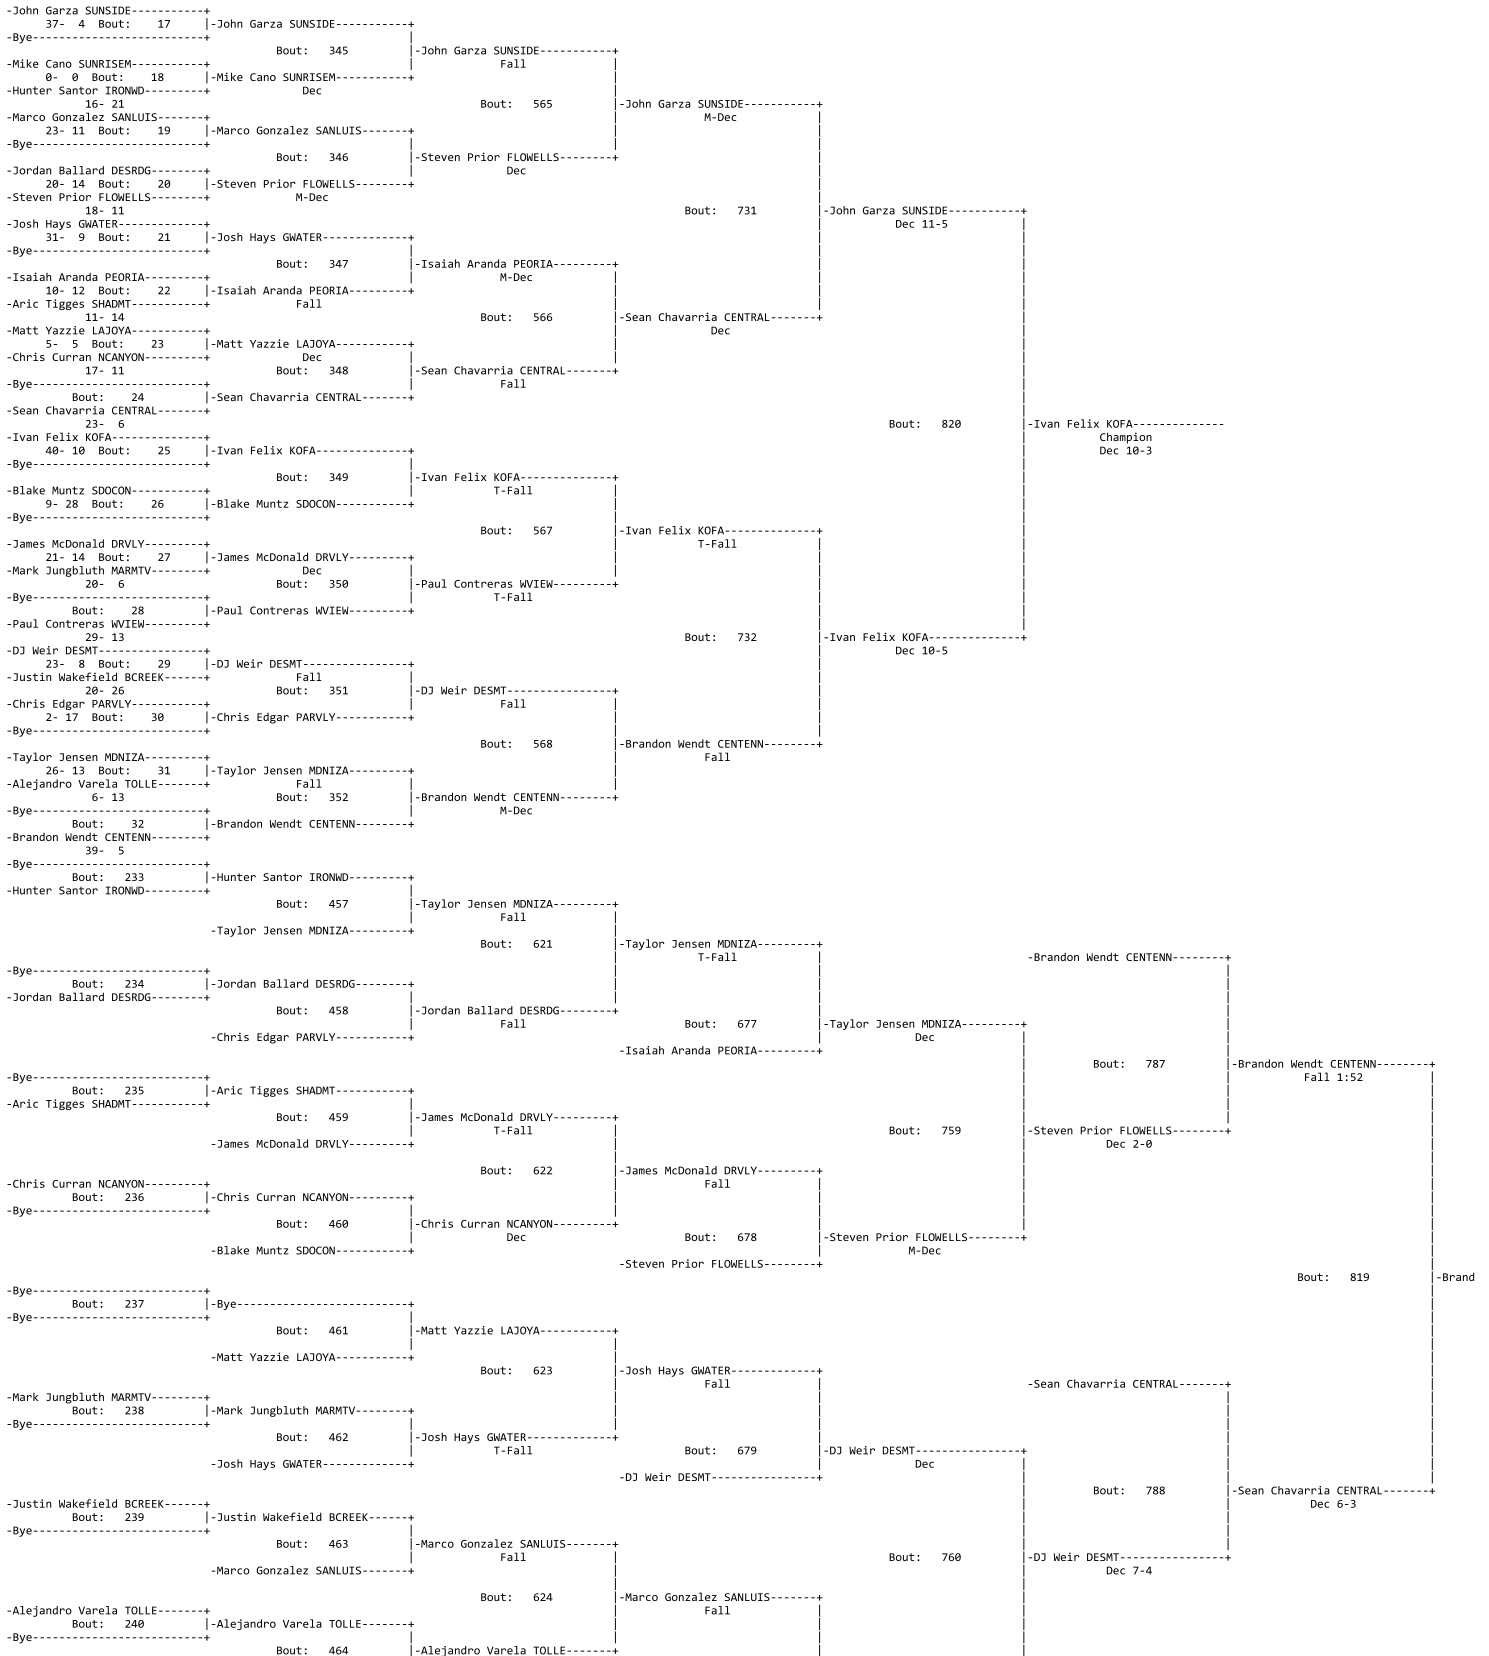 -John Garza SUNSIDE-----------+
37-  4  Bout:    17     |-John Garza SUNSIDE-----------+
-Bye--------------------------+                              |
Bout:   345          |-John Garza SUNSIDE-----------+
-Mike Cano SUNRISEM-----------+                              |             Fall             |
0-  0  Bout:    18      |-Mike Cano SUNRISEM-----------+                              |
-Hunter Santor IRONWD---------+              Dec                                            |
16- 21                                                      Bout:   565          |-John Garza SUNSIDE-----------+
-Marco Gonzalez SANLUIS-------+                                                             |            M-Dec             |
23- 11  Bout:    19     |-Marco Gonzalez SANLUIS-------+                              |                              |
-Bye--------------------------+                              |                              |                              |
Bout:   346          |-Steven Prior FLOWELLS--------+                              |
-Jordan Ballard DESRDG--------+                              |              Dec                                            |
20- 14  Bout:    20     |-Steven Prior FLOWELLS--------+                                                             |
-Steven Prior FLOWELLS--------+             M-Dec                                                                          |
18- 11                                                                                     Bout:   731          |-John Garza SUNSIDE-----------+
-Josh Hays GWATER-------------+                                                                                            |           Dec 11-5           |
31-  9  Bout:    21     |-Josh Hays GWATER-------------+                                                             |                              |
-Bye--------------------------+                              |                                                             |                              |
Bout:   347          |-Isaiah Aranda PEORIA---------+                              |                              |
-Isaiah Aranda PEORIA---------+                              |             M-Dec            |                              |                              |
10- 12  Bout:    22     |-Isaiah Aranda PEORIA---------+                              |                              |                              |
-Aric Tigges SHADMT-----------+             Fall                                            |                              |                              |
11- 14                                                      Bout:   566          |-Sean Chavarria CENTRAL-------+                              |
-Matt Yazzie LAJOYA-----------+                                                             |             Dec                                             |
5-  5  Bout:    23      |-Matt Yazzie LAJOYA-----------+                              |                                                             |
-Chris Curran NCANYON---------+              Dec             |                              |                                                             |
17- 11                       Bout:   348          |-Sean Chavarria CENTRAL-------+                                                             |
-Bye--------------------------+                              |             Fall                                                                           |
Bout:    24         |-Sean Chavarria CENTRAL-------+                                                                                            |
-Sean Chavarria CENTRAL-------+                                                                                                                           |
23-  6                                                                                                                    Bout:   820          |-Ivan Felix KOFA--------------
-Ivan Felix KOFA--------------+                                                                                                                           |           Champion
40- 10  Bout:    25     |-Ivan Felix KOFA--------------+                                                                                            |           Dec 10-3
-Bye--------------------------+                              |                                                                                            |
Bout:   349          |-Ivan Felix KOFA--------------+                                                             |
-Blake Muntz SDOCON-----------+                              |            T-Fall            |                                                             |
9- 28  Bout:    26      |-Blake Muntz SDOCON-----------+                              |                                                             |
-Bye--------------------------+                                                             |                                                             |
Bout:   567          |-Ivan Felix KOFA--------------+                              |
-James McDonald DRVLY---------+                                                             |           T-Fall             |                              |
21- 14  Bout:    27     |-James McDonald DRVLY---------+                              |                              |                              |
-Mark Jungbluth MARMTV--------+              Dec             |                              |                              |                              |
20-  6                       Bout:   350          |-Paul Contreras WVIEW---------+                              |                              |
-Bye--------------------------+                              |            T-Fall                                           |                              |
Bout:    28         |-Paul Contreras WVIEW---------+                                                             |                              |
-Paul Contreras WVIEW---------+                                                                                            |                              |
29- 13                                                                                     Bout:   732          |-Ivan Felix KOFA--------------+
-DJ Weir DESMT----------------+                                                                                            |           Dec 10-5
23-  8  Bout:    29     |-DJ Weir DESMT----------------+                                                             |
-Justin Wakefield BCREEK------+             Fall             |                                                             |
20- 26                       Bout:   351          |-DJ Weir DESMT----------------+                              |
-Chris Edgar PARVLY-----------+                              |             Fall             |                              |
2- 17  Bout:    30      |-Chris Edgar PARVLY-----------+                              |                              |
-Bye--------------------------+                                                             |                              |
Bout:   568          |-Brandon Wendt CENTENN--------+
-Taylor Jensen MDNIZA---------+                                                             |            Fall
26- 13  Bout:    31     |-Taylor Jensen MDNIZA---------+                              |
-Alejandro Varela TOLLE-------+             Fall             |                              |
6- 13                       Bout:   352          |-Brandon Wendt CENTENN--------+
-Bye--------------------------+                              |             M-Dec
Bout:    32         |-Brandon Wendt CENTENN--------+
-Brandon Wendt CENTENN--------+
39-  5
-Bye--------------------------+
Bout:   233         |-Hunter Santor IRONWD---------+
-Hunter Santor IRONWD---------+                              |
Bout:   457          |-Taylor Jensen MDNIZA---------+
|             Fall             |
-Taylor Jensen MDNIZA---------+                              |
Bout:   621          |-Taylor Jensen MDNIZA---------+
|           T-Fall             |                              -Brandon Wendt CENTENN--------+
-Bye--------------------------+
Bout:   234         |-Jordan Ballard DESRDG--------+
-Jordan Ballard DESRDG--------+
Bout:   458          |-Jordan Ballard DESRDG--------+
|             Fall                       Bout:   677          |-Taylor Jensen MDNIZA---------+
-Chris Edgar PARVLY-----------+                                                             |             Dec              |
-Isaiah Aranda PEORIA---------+
Bout:   787          |-Brandon Wendt CENTENN--------+
-Bye--------------------------+                                                             |          Fall 1:52           |
Bout:   235         |-Aric Tigges SHADMT-----------+
-Aric Tigges SHADMT-----------+
Bout:   459          |-James McDonald DRVLY---------+
|            T-Fall            |                                        Bout:   759          |-Steven Prior FLOWELLS--------+
-James McDonald DRVLY---------+                              |                                                             |           Dec 2-0
Bout:   622          |-James McDonald DRVLY---------+
-Chris Curran NCANYON---------+                                                             |            Fall              |
Bout:   236         |-Chris Curran NCANYON---------+
-Bye--------------------------+
Bout:   460          |-Chris Curran NCANYON---------+
|              Dec                       Bout:   678          |-Steven Prior FLOWELLS--------+
-Blake Muntz SDOCON-----------+                                                             |            M-Dec
-Steven Prior FLOWELLS--------+
Bout:   819          |-Brand
-Bye--------------------------+
Bout:   237         |-Bye--------------------------+
-Bye--------------------------+
Bout:   461          |-Matt Yazzie LAJOYA-----------+
-Matt Yazzie LAJOYA-----------+
Bout:   623          |-Josh Hays GWATER-------------+
|            Fall              |                              -Sean Chavarria CENTRAL-------+
-Mark Jungbluth MARMTV--------+
Bout:   238         |-Mark Jungbluth MARMTV--------+
-Bye--------------------------+
Bout:   462          |-Josh Hays GWATER-------------+
|            T-Fall                      Bout:   679          |-DJ Weir DESMT----------------+
-Josh Hays GWATER-------------+                                                             |             Dec              |
-DJ Weir DESMT----------------+
Bout:   788          |-Sean Chavarria CENTRAL-------+
-Justin Wakefield BCREEK------+                                                             |           Dec 6-3
Bout:   239         |-Justin Wakefield BCREEK------+
-Bye--------------------------+
Bout:   463          |-Marco Gonzalez SANLUIS-------+
|             Fall             |                                        Bout:   760          |-DJ Weir DESMT----------------+
-Marco Gonzalez SANLUIS-------+                              |                                                             |           Dec 7-4
Bout:   624          |-Marco Gonzalez SANLUIS-------+
-Alejandro Varela TOLLE-------+                                                             |            Fall              |
Bout:   240         |-Alejandro Varela TOLLE-------+
-Bye--------------------------+
Bout:   464          |-Alejandro Varela TOLLE-------+